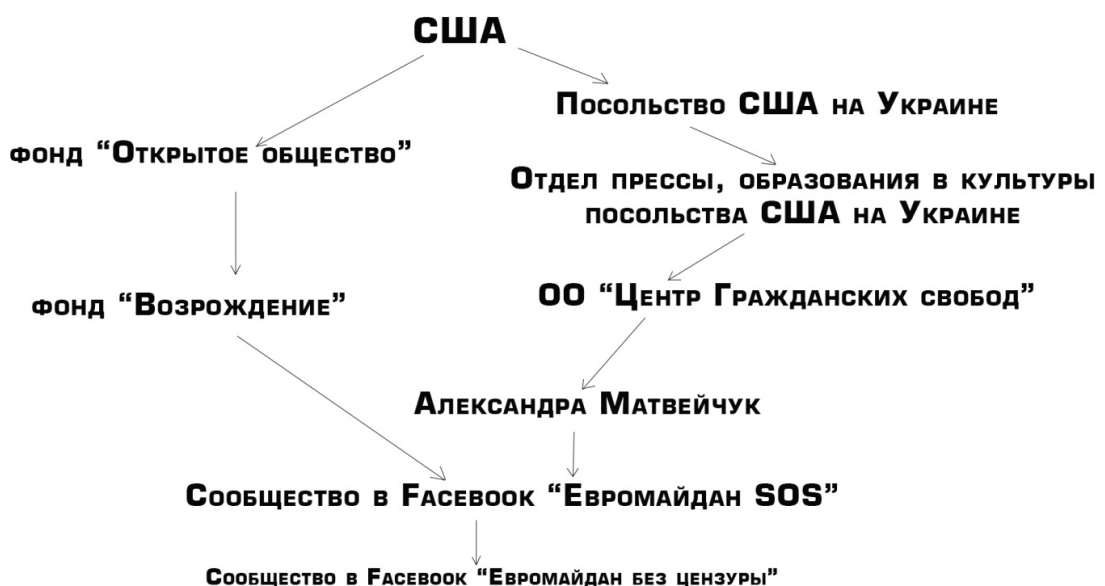 США
Посольство США на Украине
фонд “Открытое общество”
Отдел прессы, образования в культуры
посольства США на Украине
фонд “Возрождение”
ОО “Центр Гражданских свобод”
Александра Матвейчук
Сообщество в Facebook “Евромайдан SOS”
Сообщество в Facebook “Евромайдан без цензуры”